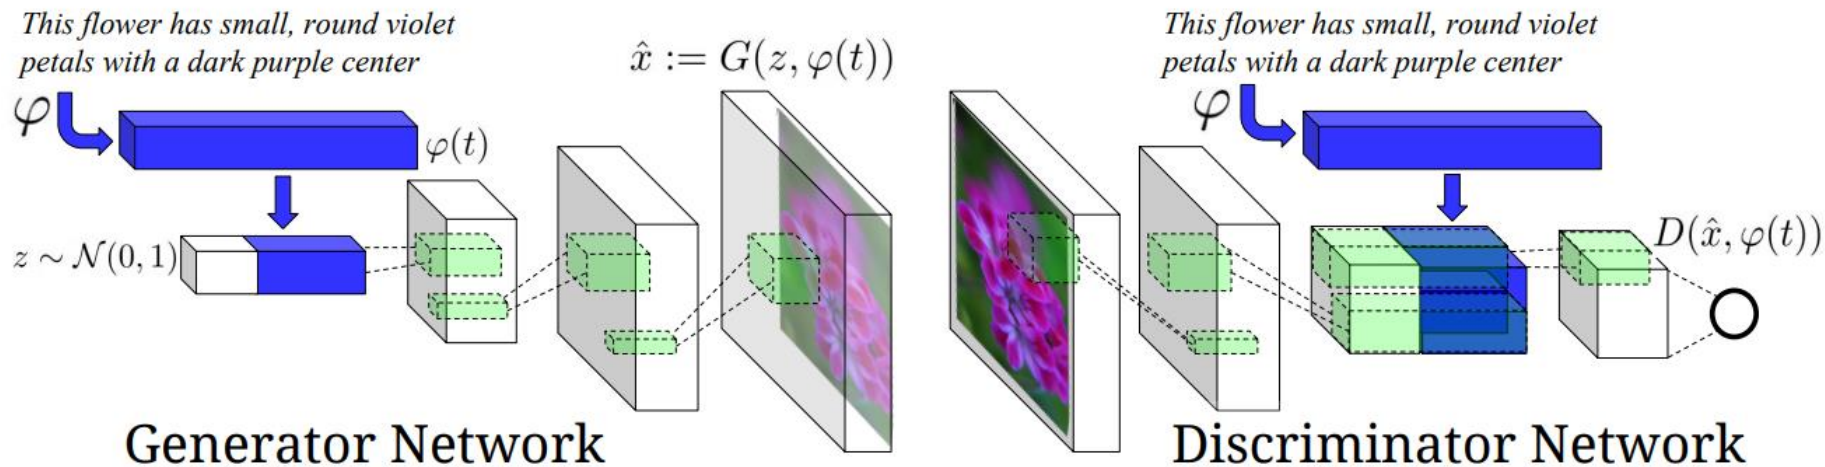 This flower has small, round violet
petals with a dark purple center
φ
φ(t)
z ~ 𝒩(0, 1)
x̂ := G(z, φ(t))
Generator Network
This flower has small, round violet
petals with a dark purple center
φ
D(x̂, φ(t))
Discriminator Network